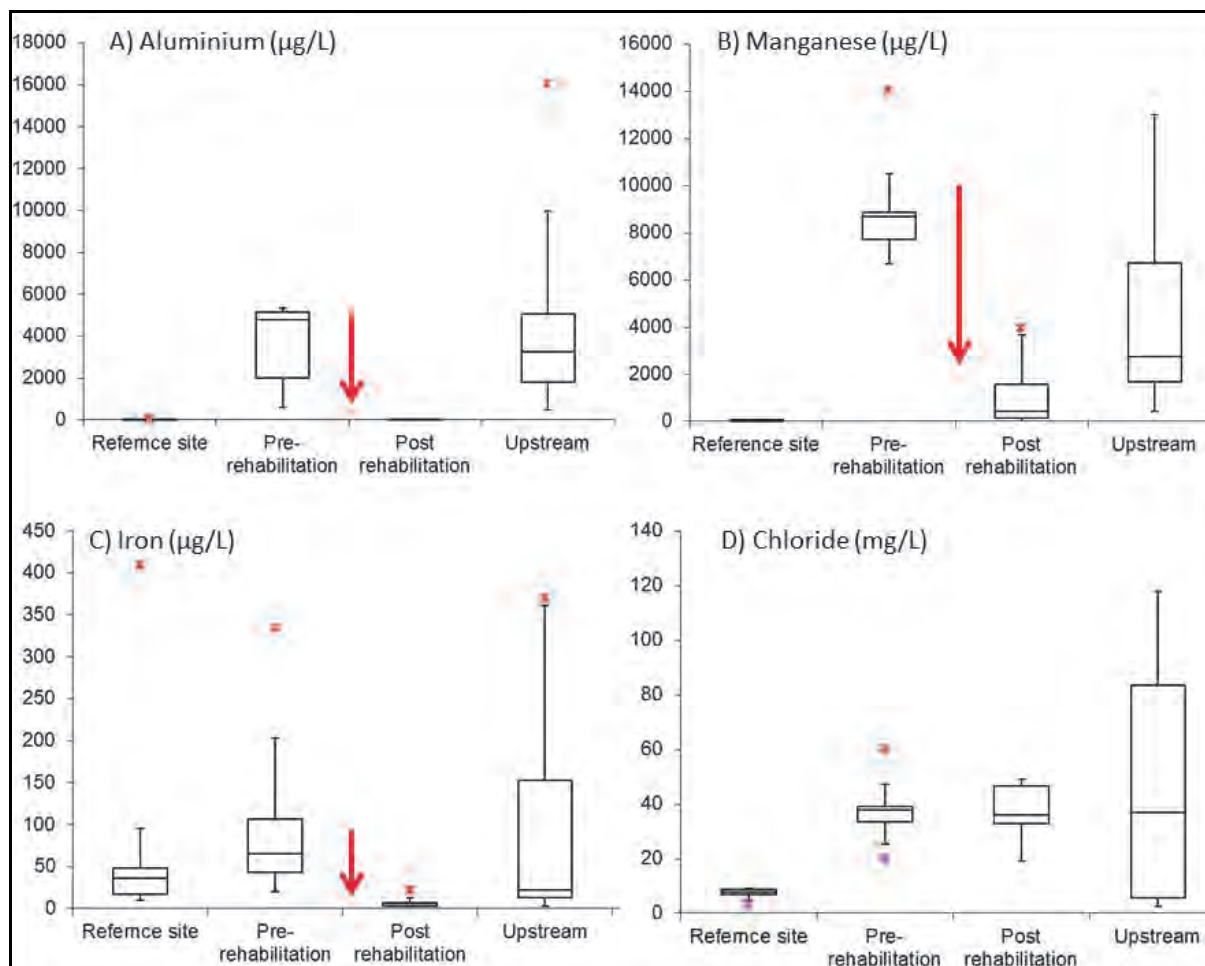 A) Aluminium (µg/L)
18000
16000
14000
12000
10000
8000
6000
4000
2000
0
Refernce site
Pre-
rehabilitation
Post
rehabilitation
Upstream
B) Manganese (µg/L)
16000
14000
12000
10000
8000
6000
4000
2000
0
Reference site
Pre-
rehabilitation
Post
rehabilitation
Upstream
C) Iron (µg/L)
450
400
350
300
250
200
150
100
50
0
Refernce site
Pre-
rehabilitation
Post
rehabilitation
Upstream
D) Chloride (mg/L)
140
120
100
80
60
40
20
0
Refernce site
Pre-
rehabilitation
Post
rehabilitation
Upstream